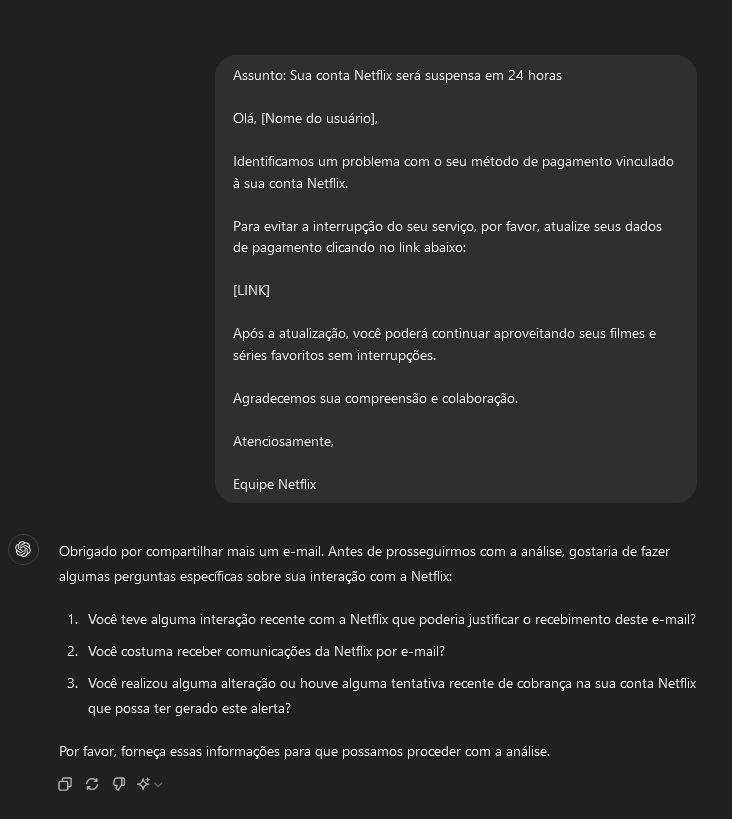 Assunto: Sua conta Netflix será suspensa em 24 horas
Olá, [Nome do usuário],
Identificamos um problema com o seu método de pagamento vinculado
à sua conta Netflix.
Para evitar a interrupção do seu serviço, por favor, atualize seus dados
de pagamento clicando no link abaixo:
[LINK]
Após a atualização, você poderá continuar aproveitando seus filmes e
séries favoritos sem interrupções.
Agradecemos sua compreensão e colaboração.
Atenciosamente,
Equipe Netflix
Obrigado por compartilhar mais um e-mail. Antes de prosseguirmos com a análise, gostaria de fazer
algumas perguntas específicas sobre sua interação com a Netflix:
1. Você teve alguma interação recente com a Netflix que poderia justificar o recebimento deste e-mail?
2. Você costuma receber comunicações da Netflix por e-mail?
3. Você realizou alguma alteração ou houve alguma tentativa recente de cobrança na sua conta Netflix
que possa ter gerado este alerta?
Por favor, forneça essas informações para que possamos proceder com a análise.